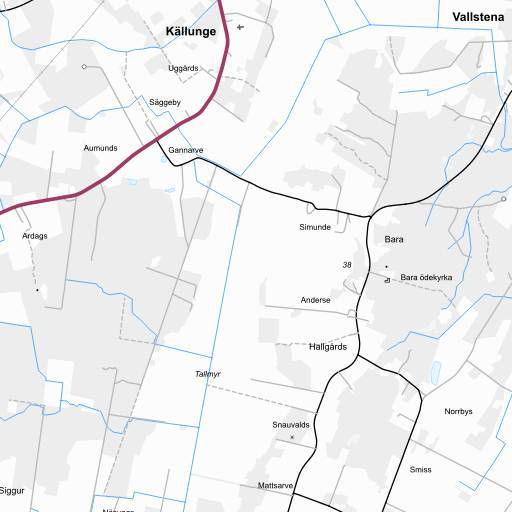 Vallstena
Källunge
Uggårds
Säggeby
Aumunds
Gannarve
Simunde
Ardags
Bara
38
Bara ödekyrka
Anderse
Hallgårds
Tallmyr
Norrbys
Snauvalds
Smiss
Mattsarve
Siggur